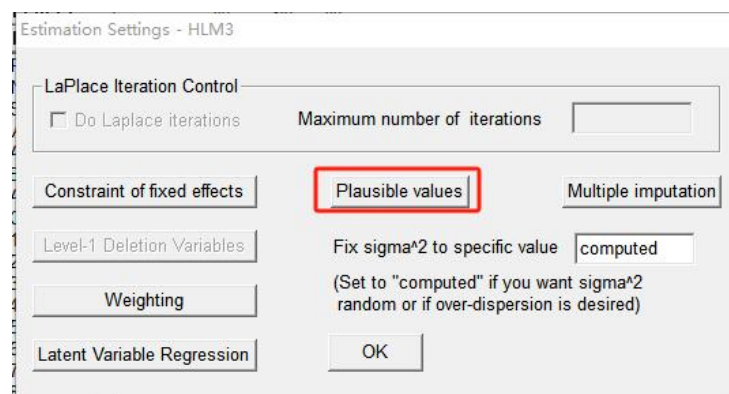 Estimation Settings - HLM3
LaPlace Iteration Control
Do Laplace iterations
Maximum number of iterations
Constraint of fixed effects
Plausible values
Multiple imputation
Level-1 Deletion Variables
Fix sigma^2 to specific value
computed
Weighting
(Set to "computed" if you want sigma^2
random or if over-dispersion is desired)
Latent Variable Regression
OK